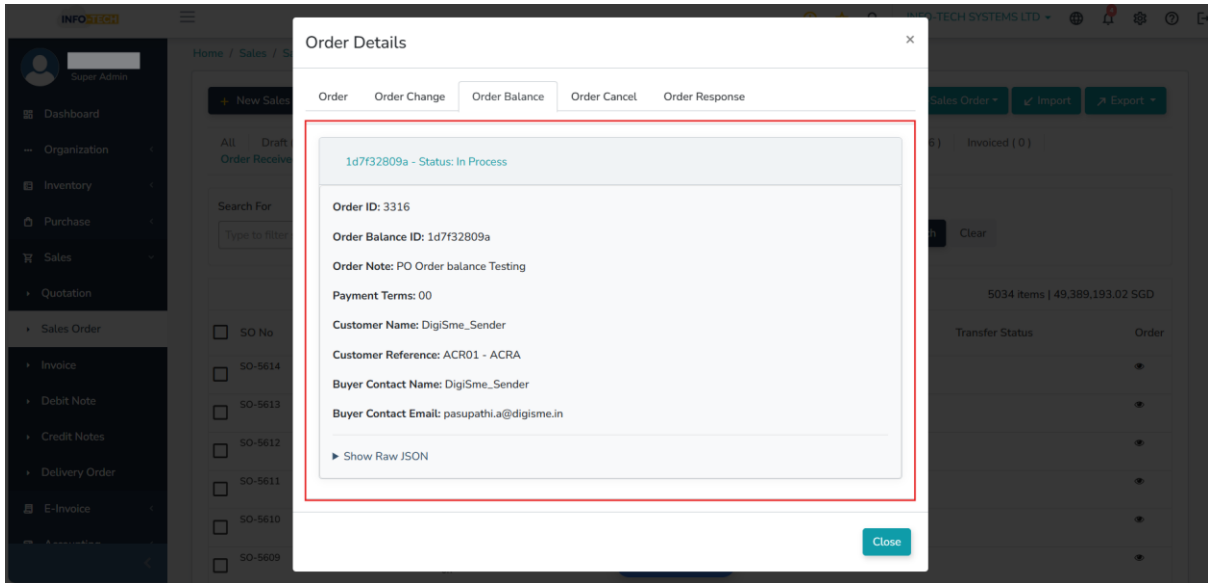 INFO-TECH
INFO-TECH SYSTEMS LTD
Super Admin
Dashboard
Organization
Inventory
Purchase
Sales
Quotation
Sales Order
Invoice
Debit Note
Credit Notes
Delivery Order
E-Invoice
Accounting
Home / Sales /
+ New Sales
Sales Order
Import
Export
All
Draft
Invoiced ( 0 )
Order Receive
Search For
Type to filter
Clear
5034 items | 49,389,193.02 SGD
SO No
Transfer Status
Order
SO-5614
SO-5613
SO-5612
SO-5611
SO-5610
SO-5609
Order Details
×
Order
Order Change
Order Balance
Order Cancel
Order Response
1d7f32809a - Status: In Process
Order ID: 3316
Order Balance ID: 1d7f32809a
Order Note: PO Order balance Testing
Payment Terms: 00
Customer Name: DigiSme_Sender
Customer Reference: ACR01 - ACRA
Buyer Contact Name: DigiSme_Sender
Buyer Contact Email: pasupathi.a@digisme.in
Show Raw JSON
Close